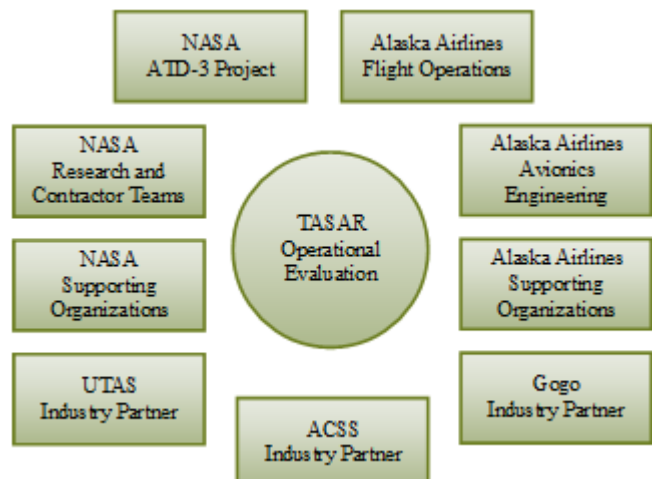 NASA
ATD-3 Project
Alaska Airlines
Flight Operations
NASA
Research and
Contractor Teams
Alaska Airlines
Avionics
Engineering
TASAR
Operational
Evaluation
NASA
Supporting
Organizations
Alaska Airlines
Supporting
Organizations
UTAS
Industry Partner
ACSS
Industry Partner
Gogo
Industry Partner